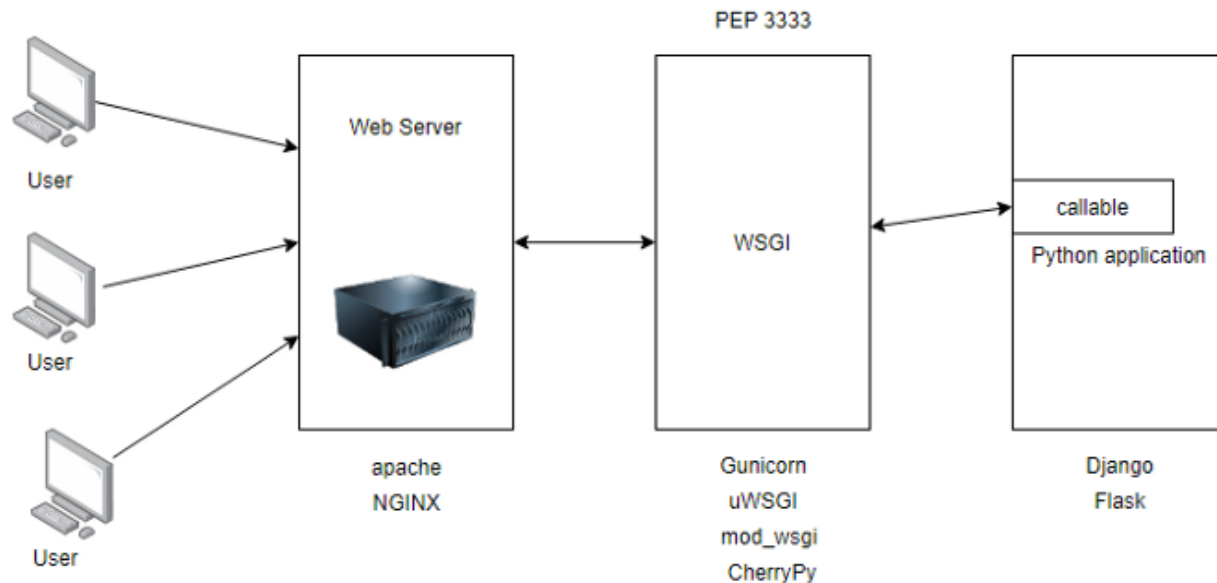 PEP 3333
Web Server
User
User
User
apache
NGINX
WSGI
Gunicorn
uWSGI
mod_wsgi
CherryPy
callable
Python application
Django
Flask